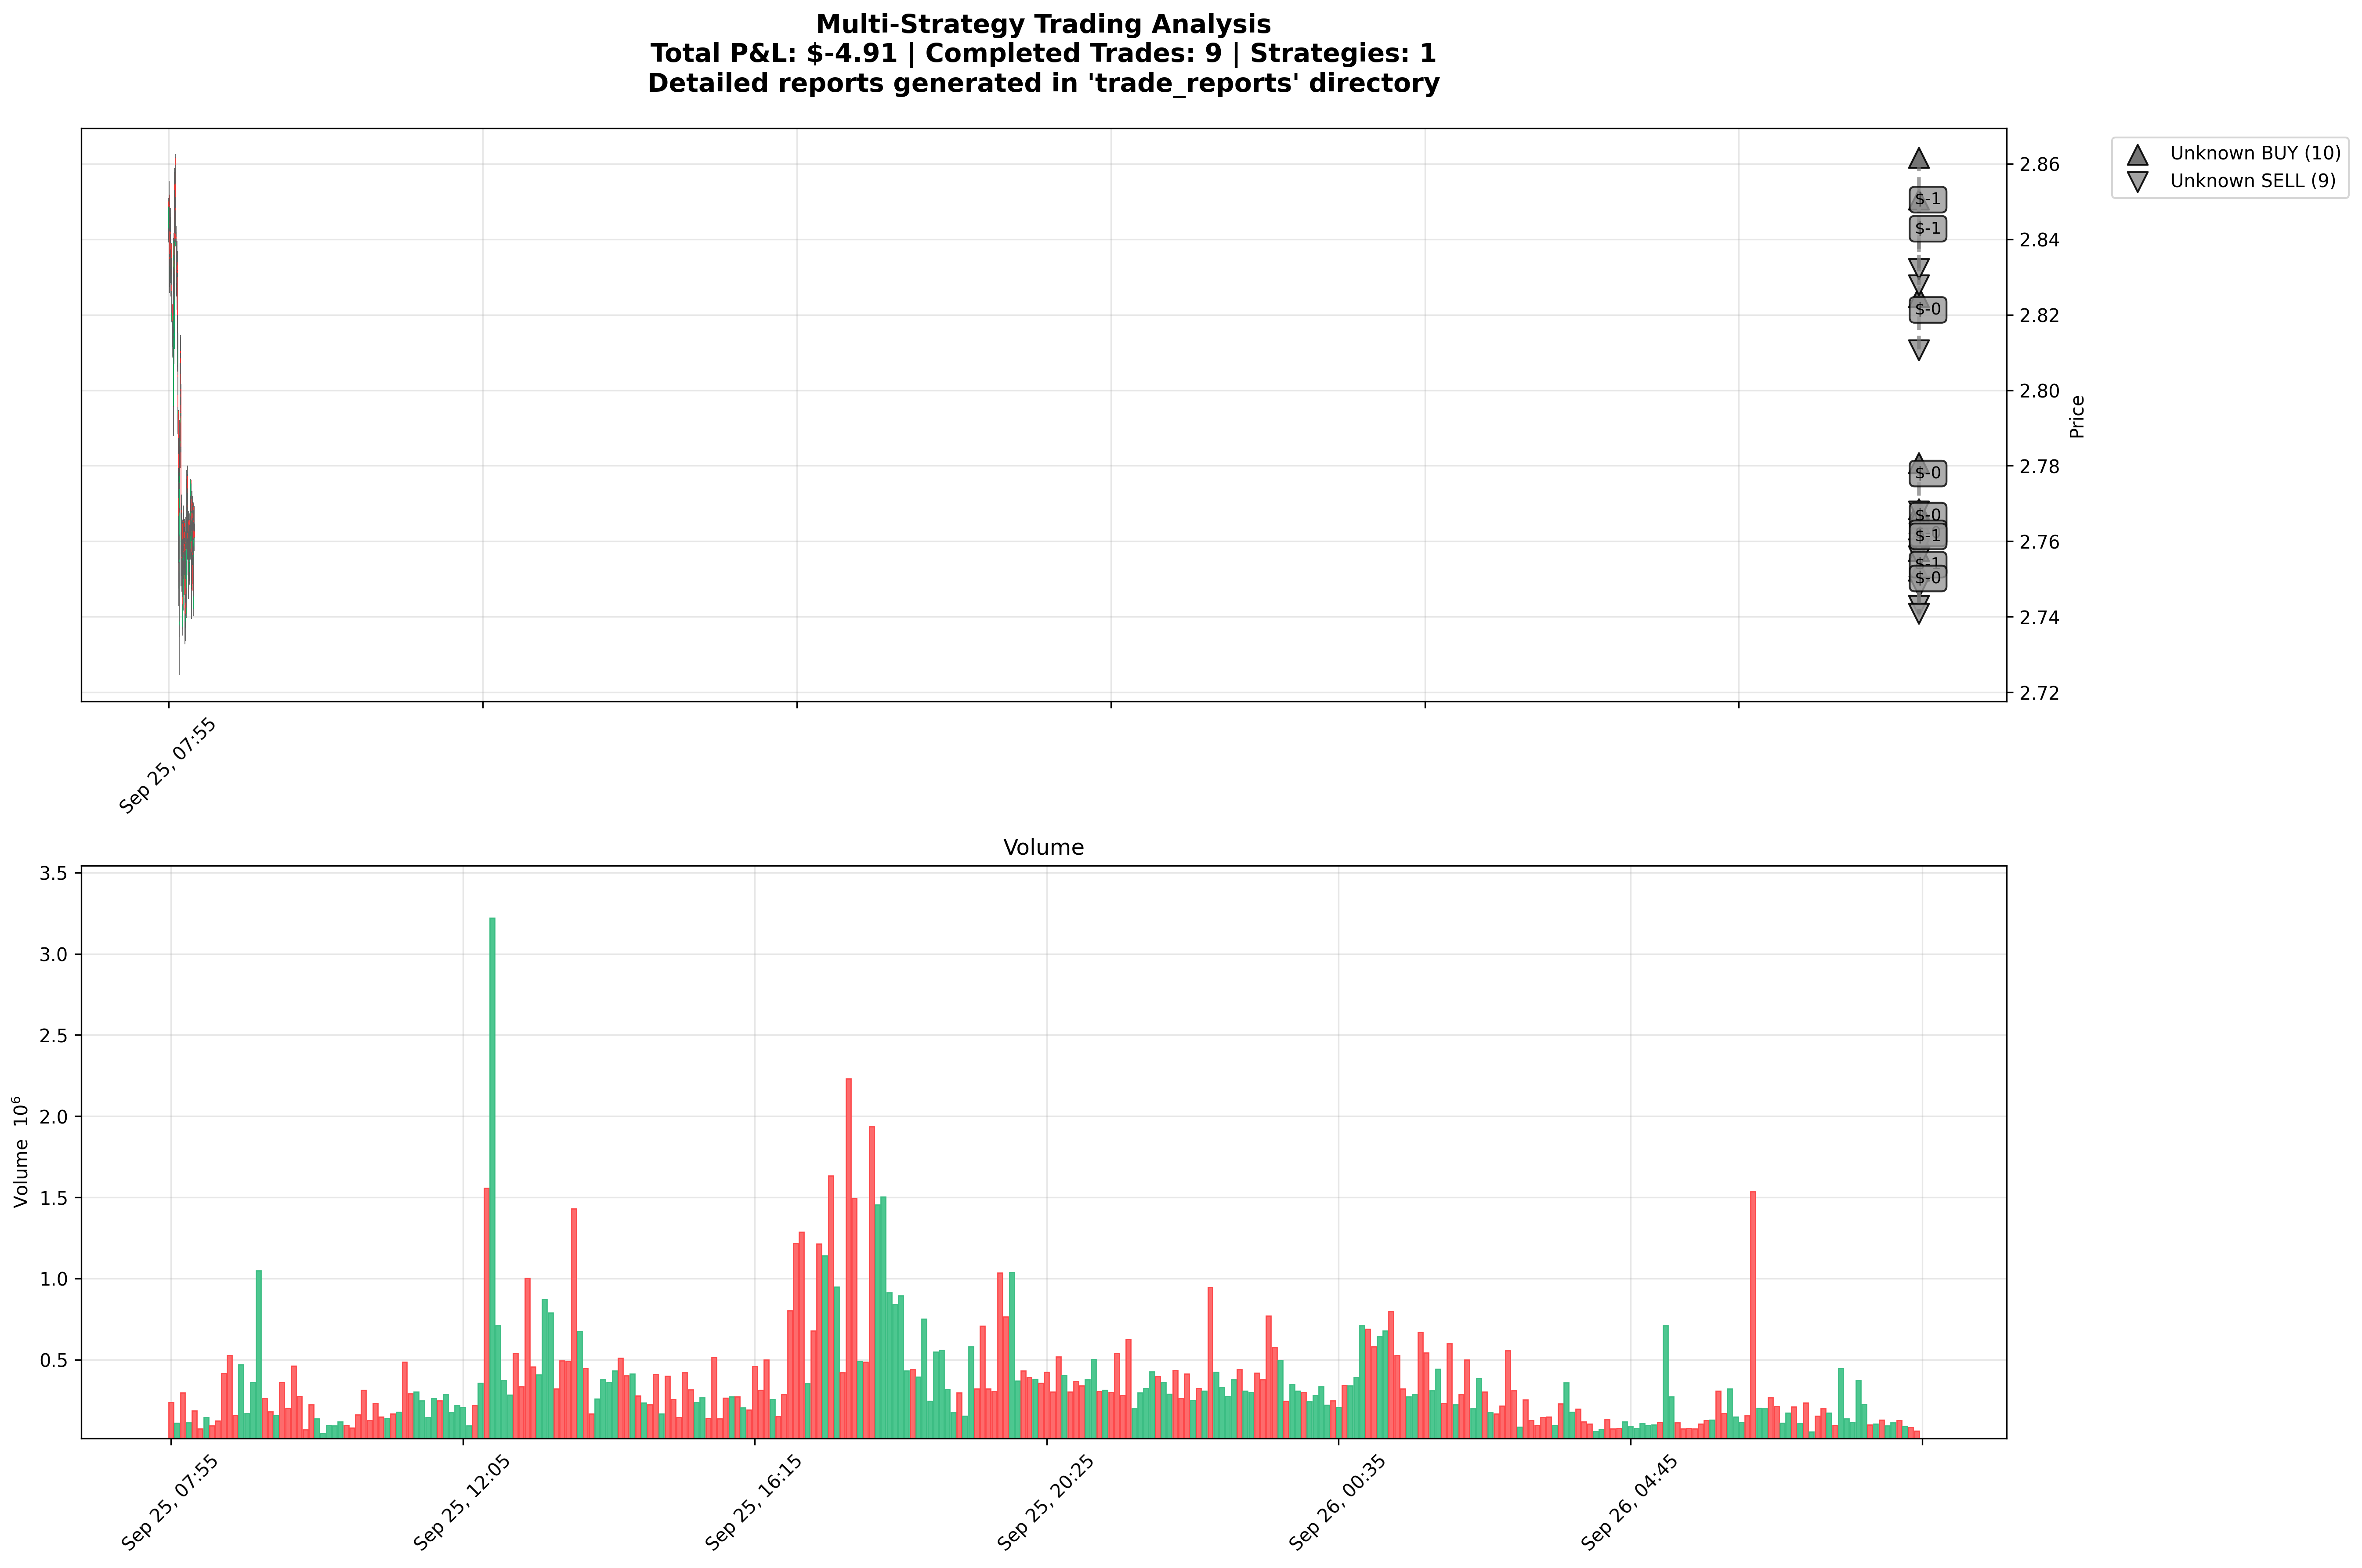 Multi-Strategy Trading Analysis
Total P&L: $-4.91 | Completed Trades: 9 | Strategies: 1
Detailed reports generated in 'trade_reports' directory
Unknown BUY (10)
Unknown SELL (9)
2.86
2.84
2.82
2.80
2.78
2.76
2.74
2.72
Price
$-1
$-1
$-0
$-0
$-0
$-1
$-1
$-0
Sep 25, 07:55
Volume
3.5
3.0
2.5
2.0
1.5
1.0
0.5
Volume 10⁶
Sep 25, 07:55
Sep 25, 12:05
Sep 25, 16:15
Sep 25, 20:25
Sep 26, 00:35
Sep 26, 04:45